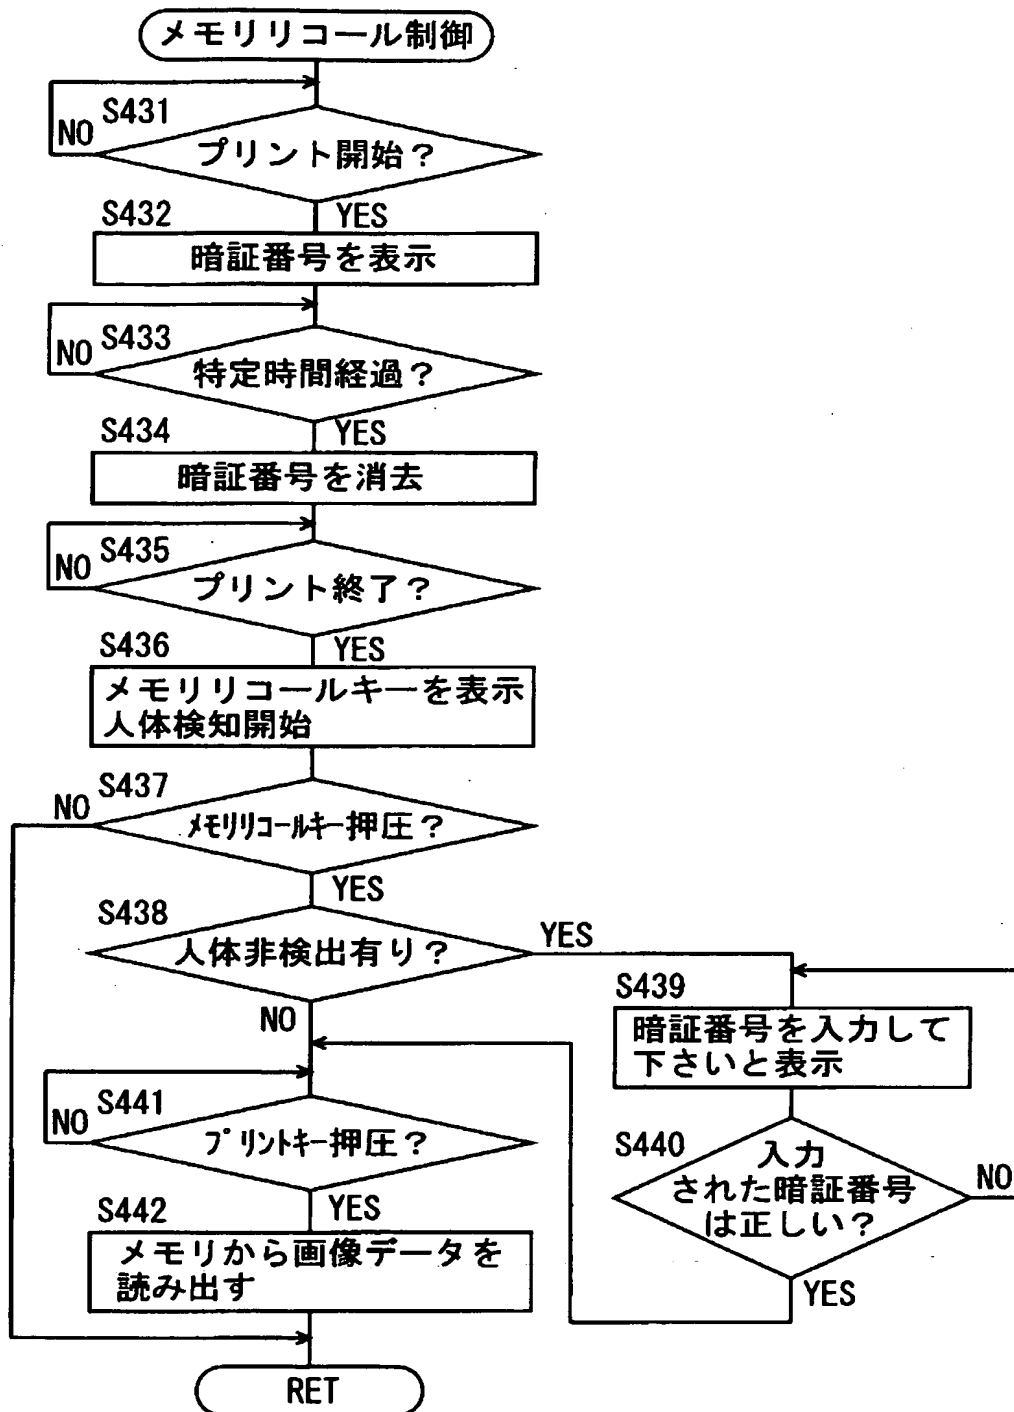 メモリリコール制御
S431
NO
プリント開始？
YES
S432
暗証番号を表示
S433
NO
特定時間経過？
YES
S434
暗証番号を消去
S435
NO
プリント終了？
YES
S436
メモリリコールキーを表示
人体検知開始
S437
NO
ﾒﾓﾘﾘｺｰﾙｷｰ押圧？
YES
S438
人体非検出有り？
YES
NO
S439
暗証番号を入力して
下さいと表示
S440
入力
された暗証番号
は正しい？
NO
YES
S441
NO
ﾌﾟﾘﾝﾄｷｰ押圧？
YES
S442
メモリから画像データを
読み出す
RET